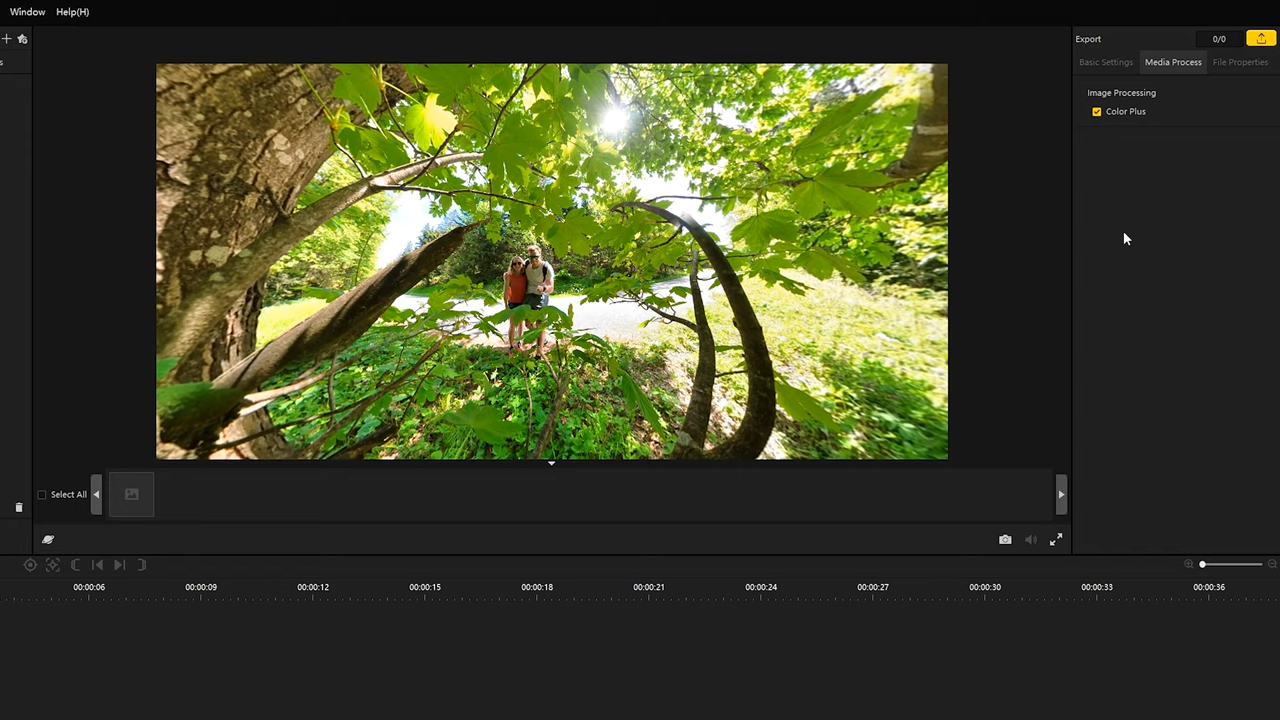 Window Help(H)
Export 0/0
s
Basic Settings Media Process File Properties
Image Processing
Color Plus
Select All
00:00:06 00:00:09 00:00:12 00:00:15 00:00:18 00:00:21 00:00:24 00:00:27 00:00:30 00:00:33 00:00:36